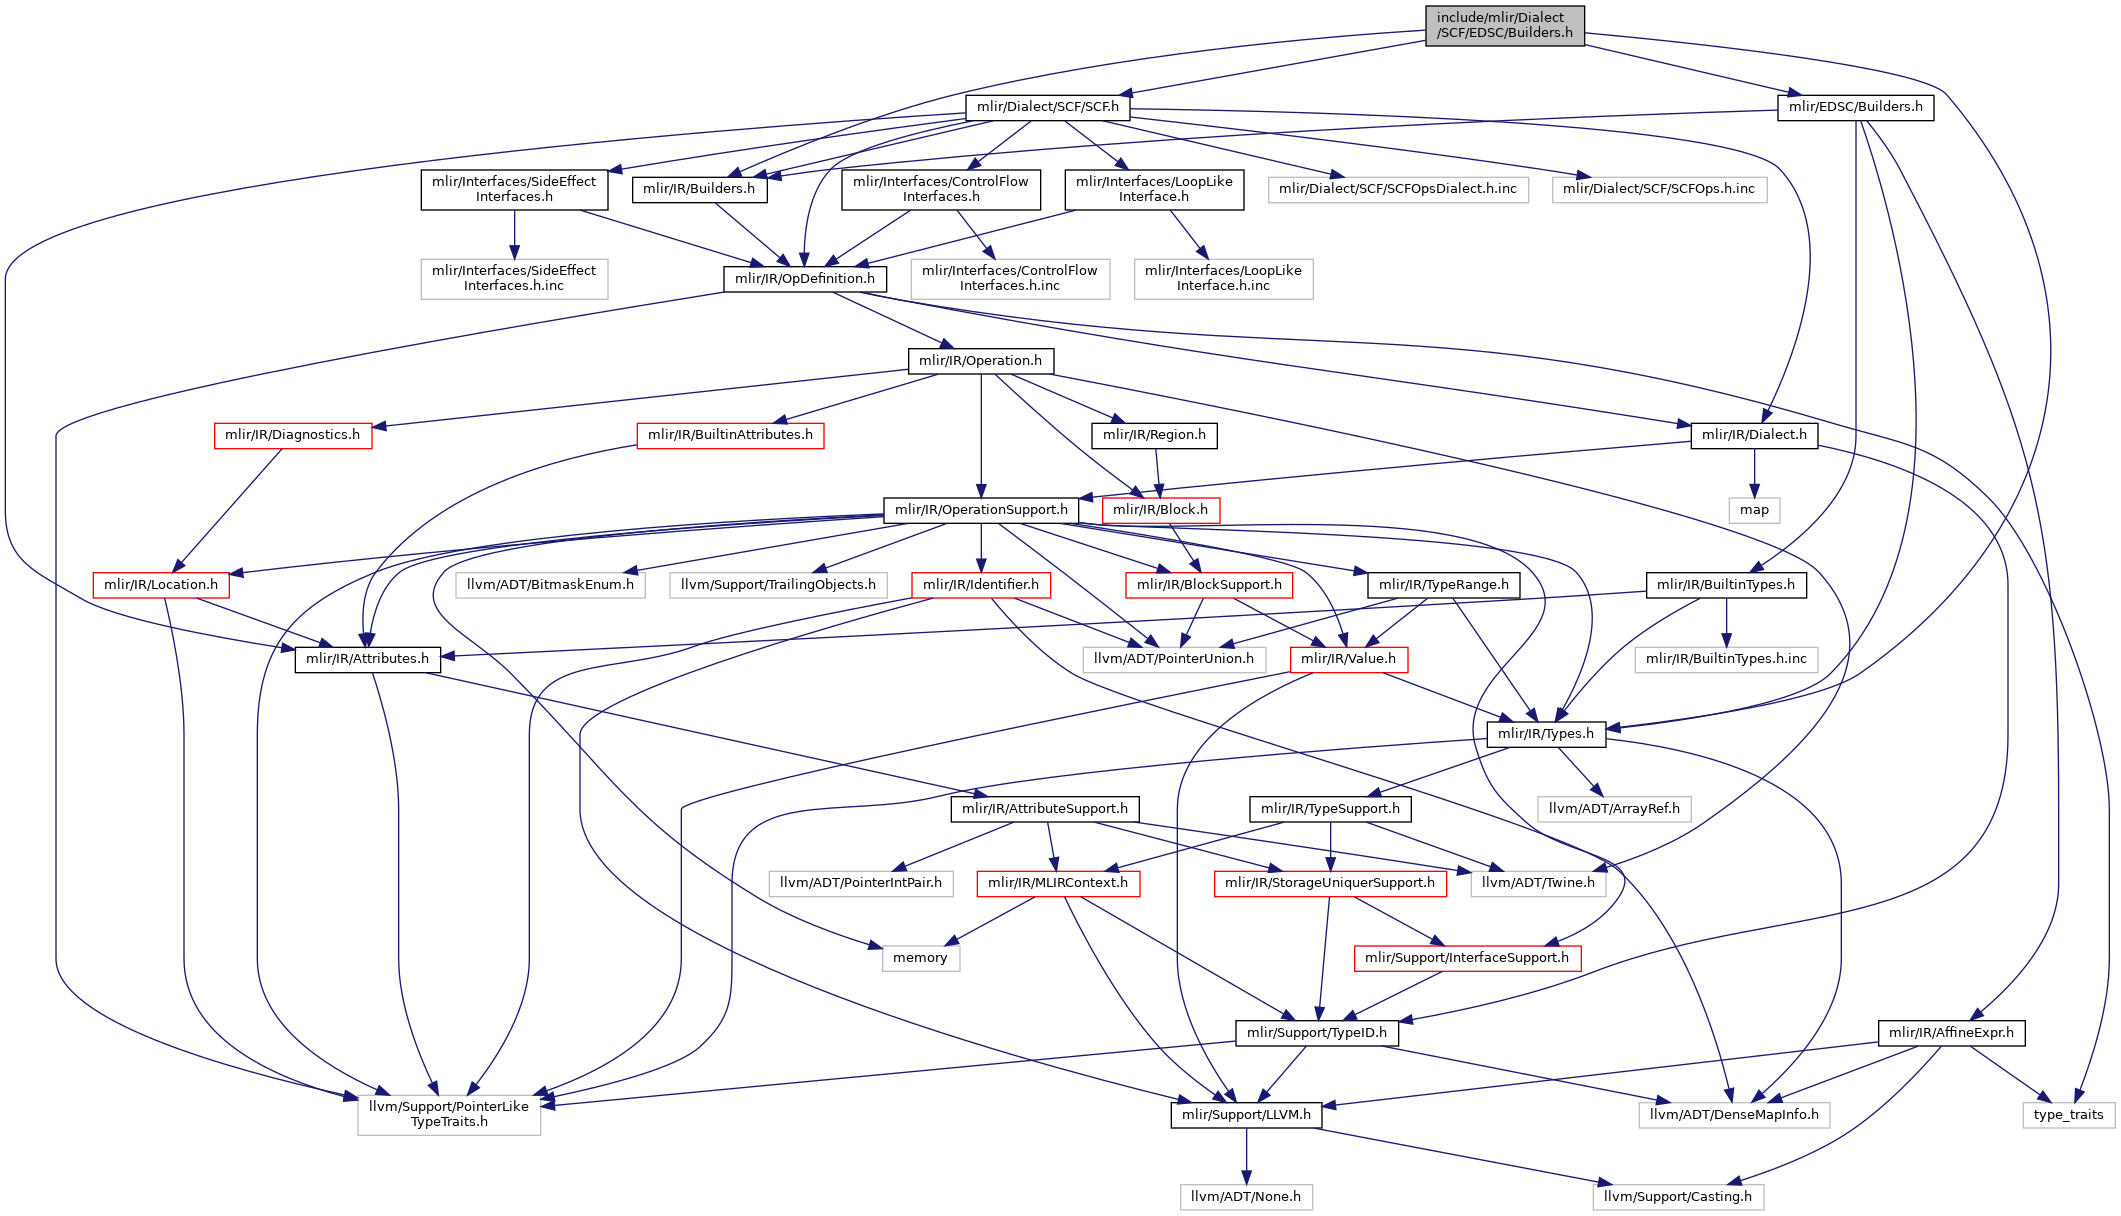 include/mlir/Dialect
/SCF/EDSC/Builders.h
mlir/Dialect/SCF/SCF.h
mlir/EDSC/Builders.h
mlir/Interfaces/SideEffect
Interfaces.h
mlir/IR/Builders.h
mlir/Interfaces/ControlFlow
Interfaces.h
mlir/Interfaces/LoopLike
Interface.h
mlir/Dialect/SCF/SCFOpsDialect.h.inc
mlir/Dialect/SCF/SCFOps.h.inc
mlir/Interfaces/SideEffect
Interfaces.h.inc
mlir/IR/OpDefinition.h
mlir/Interfaces/ControlFlow
Interfaces.h.inc
mlir/Interfaces/LoopLike
Interface.h.inc
mlir/IR/Operation.h
mlir/IR/Diagnostics.h
mlir/IR/BuiltinAttributes.h
mlir/IR/Region.h
mlir/IR/Dialect.h
mlir/IR/OperationSupport.h
mlir/IR/Block.h
map
mlir/IR/Location.h
llvm/ADT/BitmaskEnum.h
llvm/Support/TrailingObjects.h
mlir/IR/Identifier.h
mlir/IR/BlockSupport.h
mlir/IR/TypeRange.h
mlir/IR/BuiltinTypes.h
mlir/IR/Attributes.h
llvm/ADT/PointerUnion.h
mlir/IR/Value.h
mlir/IR/BuiltinTypes.h.inc
mlir/IR/Types.h
mlir/IR/AttributeSupport.h
mlir/IR/TypeSupport.h
llvm/ADT/ArrayRef.h
llvm/ADT/PointerIntPair.h
mlir/IR/MLIRContext.h
mlir/IR/StorageUniquerSupport.h
llvm/ADT/Twine.h
memory
mlir/Support/InterfaceSupport.h
mlir/Support/TypeID.h
mlir/IR/AffineExpr.h
llvm/Support/PointerLike
TypeTraits.h
mlir/Support/LLVM.h
llvm/ADT/DenseMapInfo.h
type_traits
llvm/ADT/None.h
llvm/Support/Casting.h